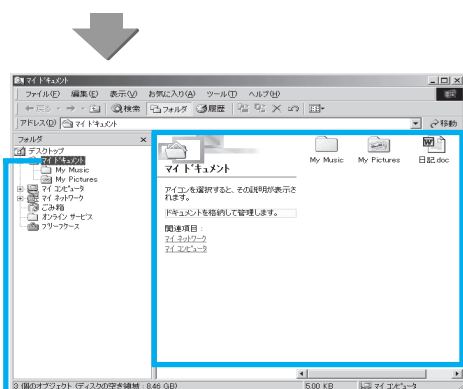 マイ ドキュメント
ファイル(F) 編集(E) 表示(V) お気に入り(A) ツール(T) ヘルプ(H)
戻る 検索 フォルダ 履歴
アドレス(D) マイ ドキュメント 移動
フォルダ ×
デスクトップ
マイ ドキュメント
My Music
My Pictures
マイ コンピュータ
マイ ネットワーク
ごみ箱
オンライン サービス
ブリーフケース
マイ ドキュメント
アイコンを選択すると、その説明が表示さ
れます。
ドキュメントを格納して管理します。
関連項目:
マイ ネットワーク
マイ コンピュータ
My Music My Pictures 日記.doc
3 個のオブジェクト (ディスクの空き領域: 8.46 GB) 5.00 KB マイ コンピュータ